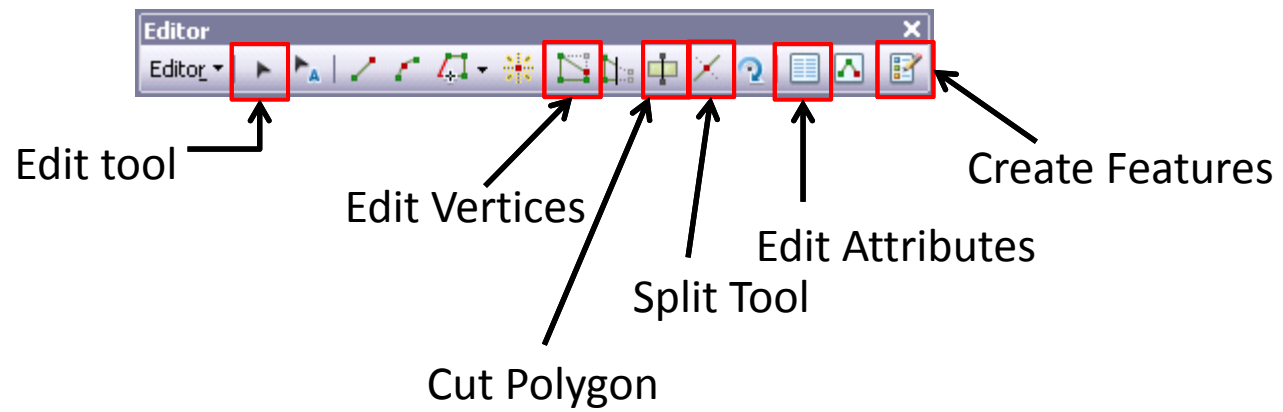 Editor
Editor
A
Edit tool
Create Features
Edit Vertices
Edit Attributes
Split Tool
Cut Polygon